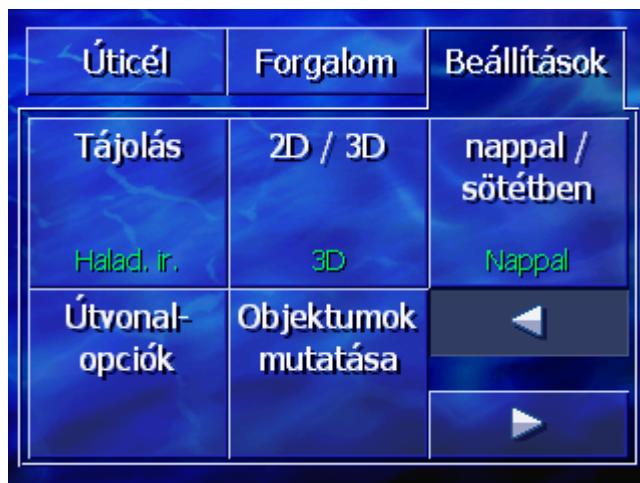 Úticél
Forgalom
Beállítások
Tájolás
Halad. ir.
2D / 3D
3D
nappal /
sötétben
Nappal
Útvonal-
opciók
Objektumok
mutatása